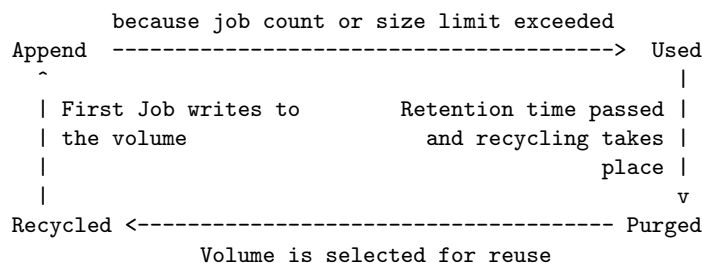 because job count or size limit exceeded
Append --------------------------------------> Used
^ |
| First Job writes to Retention time passed |
| the volume and recycling takes |
| place |
| v
Recycled <-------------------------------------- Purged
Volume is selected for reuse